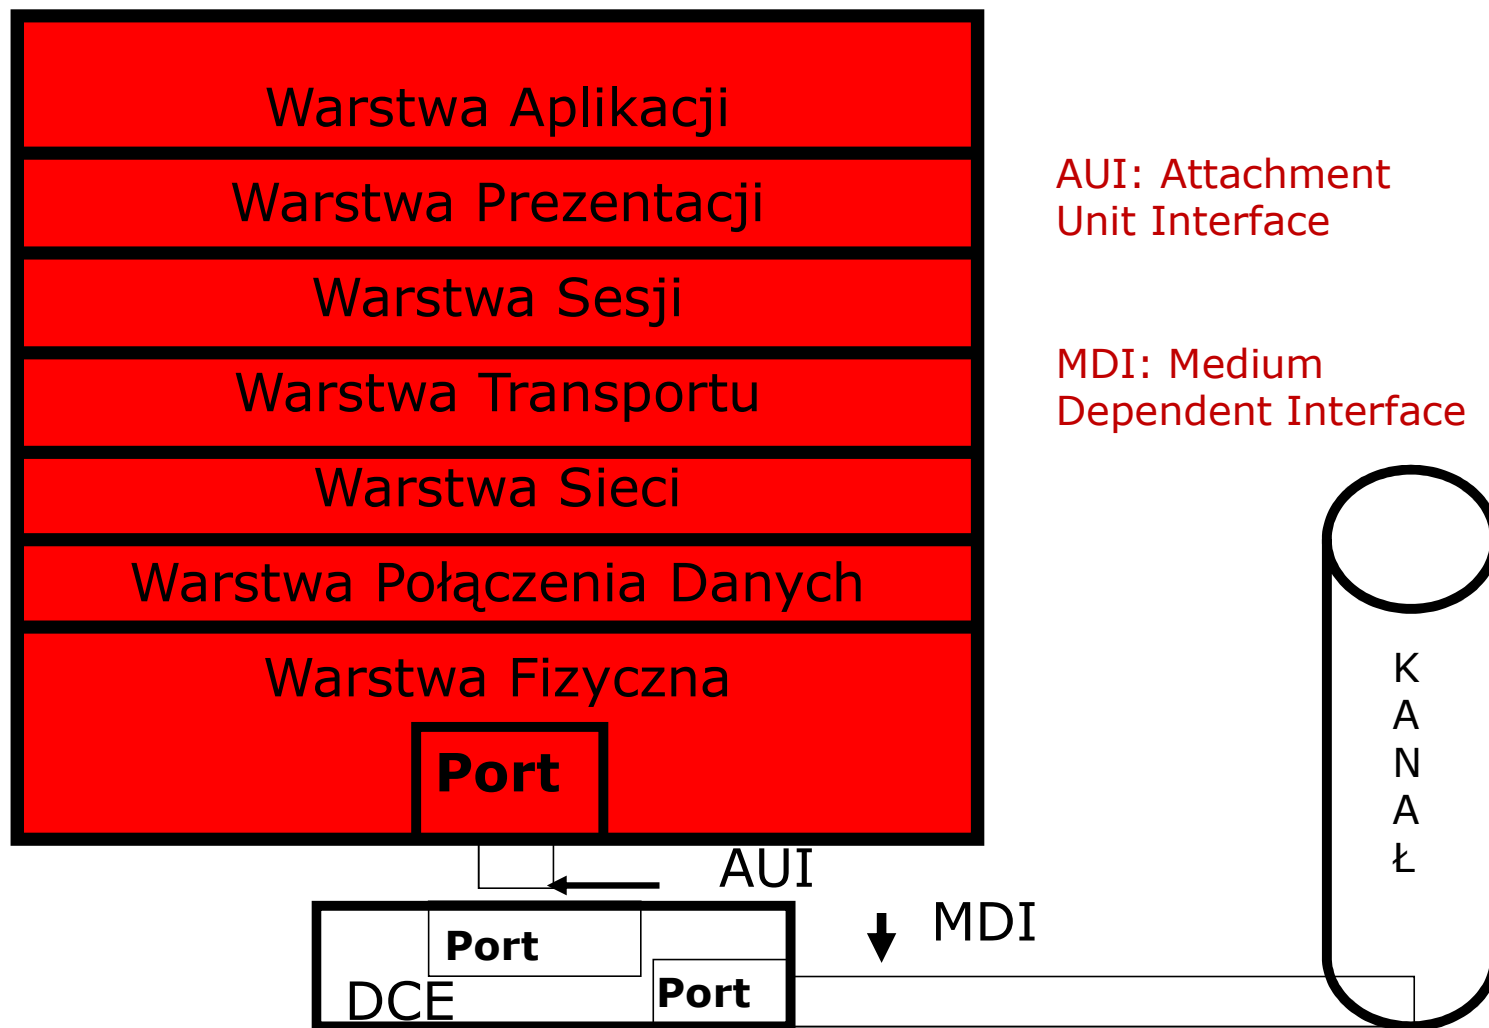 Warstwa Aplikacji
Warstwa Prezentacji
Warstwa Sesji
Warstwa Transportu
Warstwa Sieci
Warstwa Połączenia Danych
Warstwa Fizyczna
Port
AUI: Attachment
Unit Interface
MDI: Medium
Dependent Interface
K
A
N
A
Ł
AUI
MDI
Port
Port
DCE